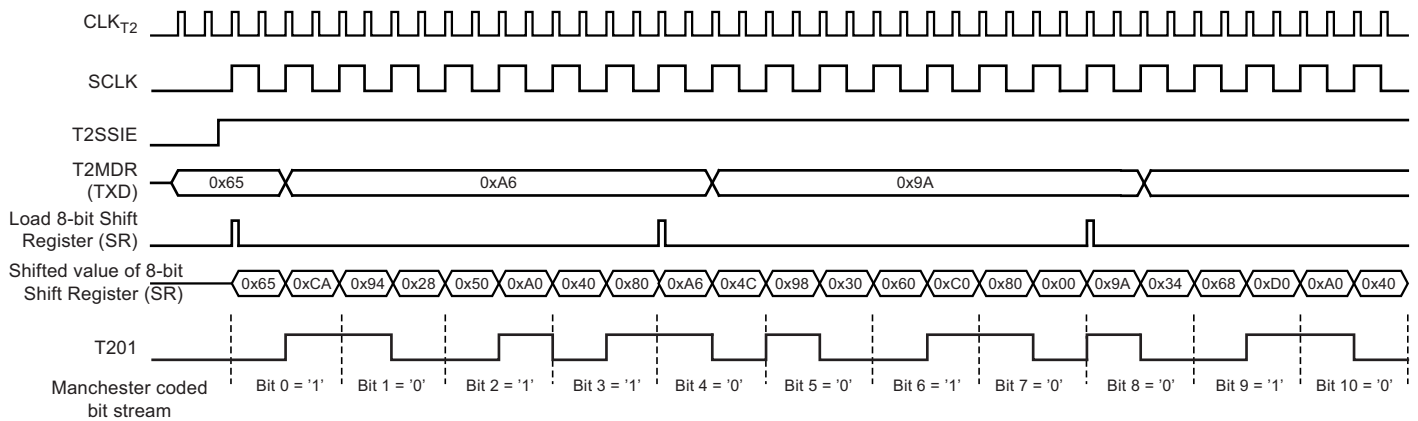 CLKT2
SCLK
T2SSIE
T2MDR
(TXD)
0x65 0xA6 0x9A
Load 8-bit Shift
Register (SR)
Shifted value of 8-bit
Shift Register (SR)
0x65 0xCA 0x94 0x28 0x50 0xA0 0x40 0x80 0xA6 0x4C 0x98 0x30 0x60 0xC0 0x80 0x00 0x9A 0x34 0x68 0xD0 0xA0 0x40
T201
Manchester coded
bit stream
Bit 0 = '1' Bit 1 = '0' Bit 2 = '1' Bit 3 = '1' Bit 4 = '0' Bit 5 = '0' Bit 6 = '1' Bit 7 = '0' Bit 8 = '0' Bit 9 = '1' Bit 10 = '0'